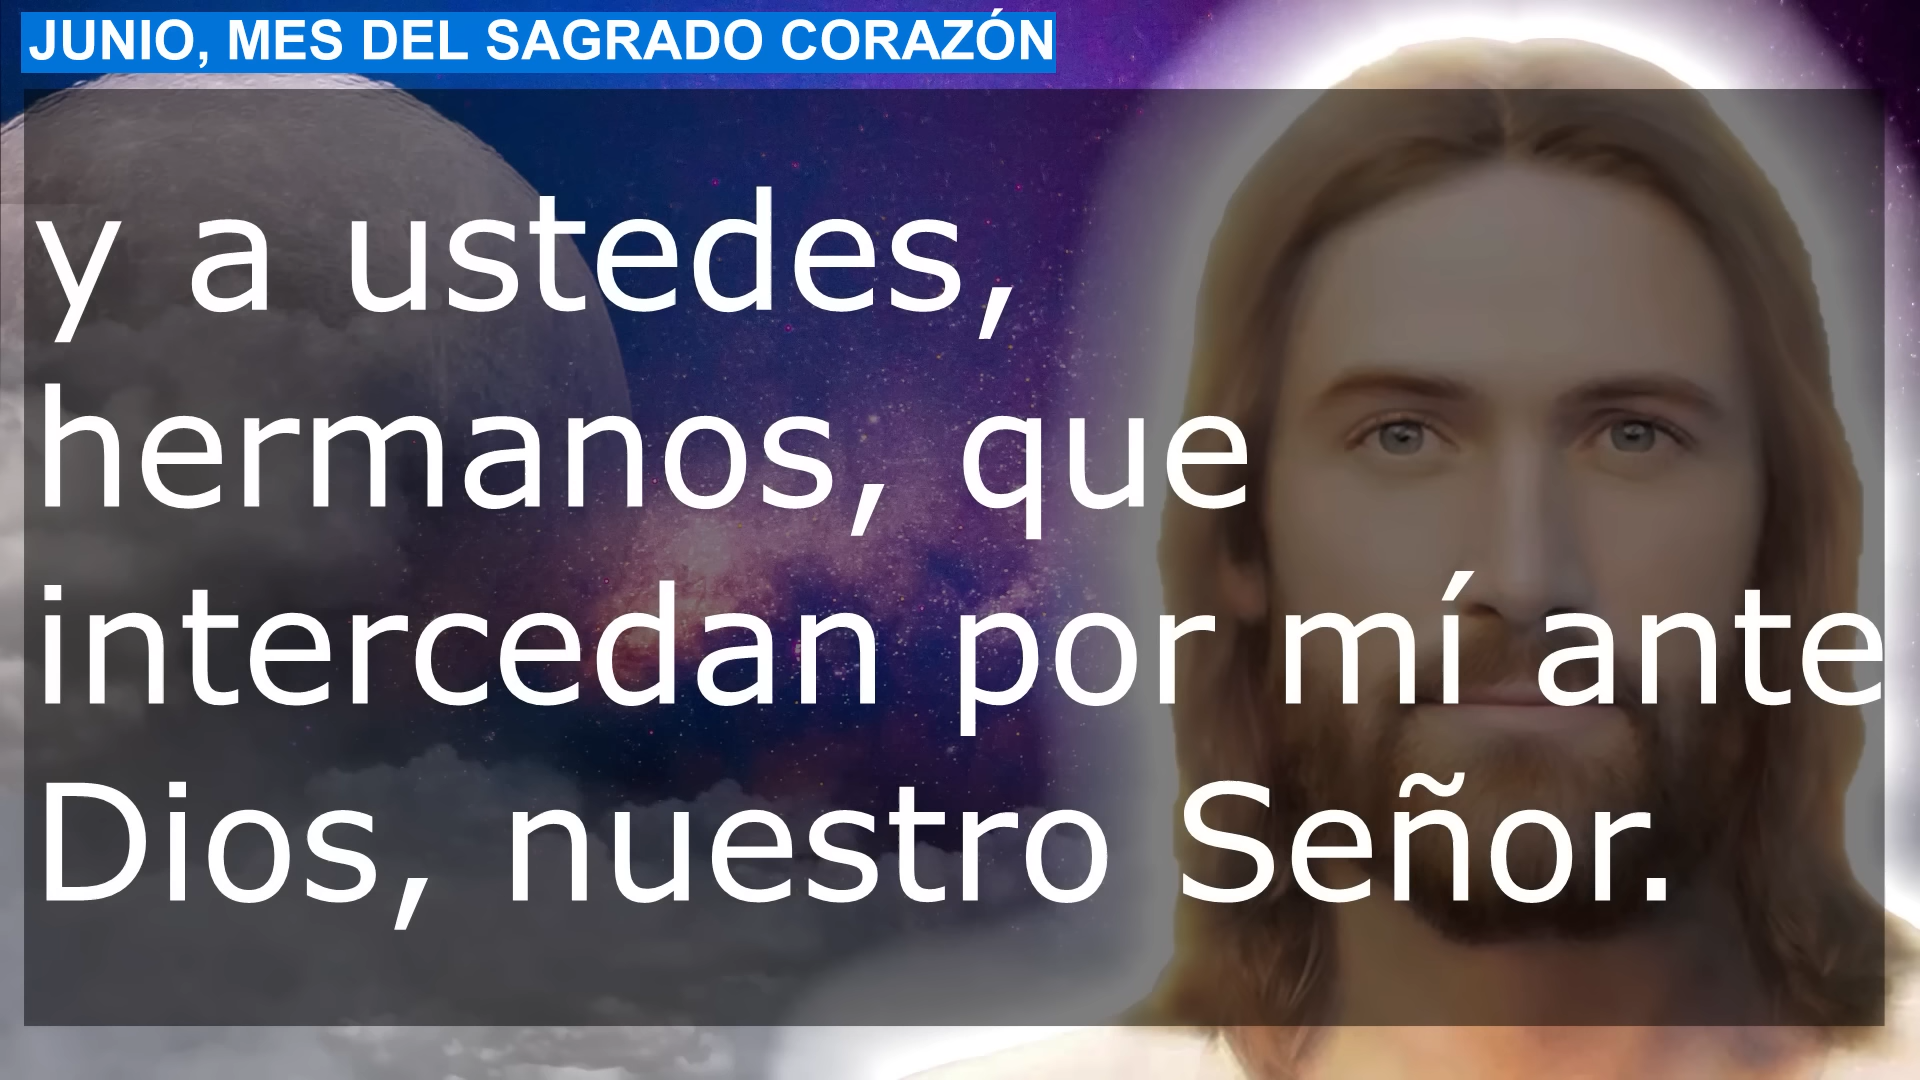 JUNIO, MES DEL SAGRADO CORAZÓN
y a ustedes,
hermanos, que
intercedan por mí ante
Dios, nuestro Señor.